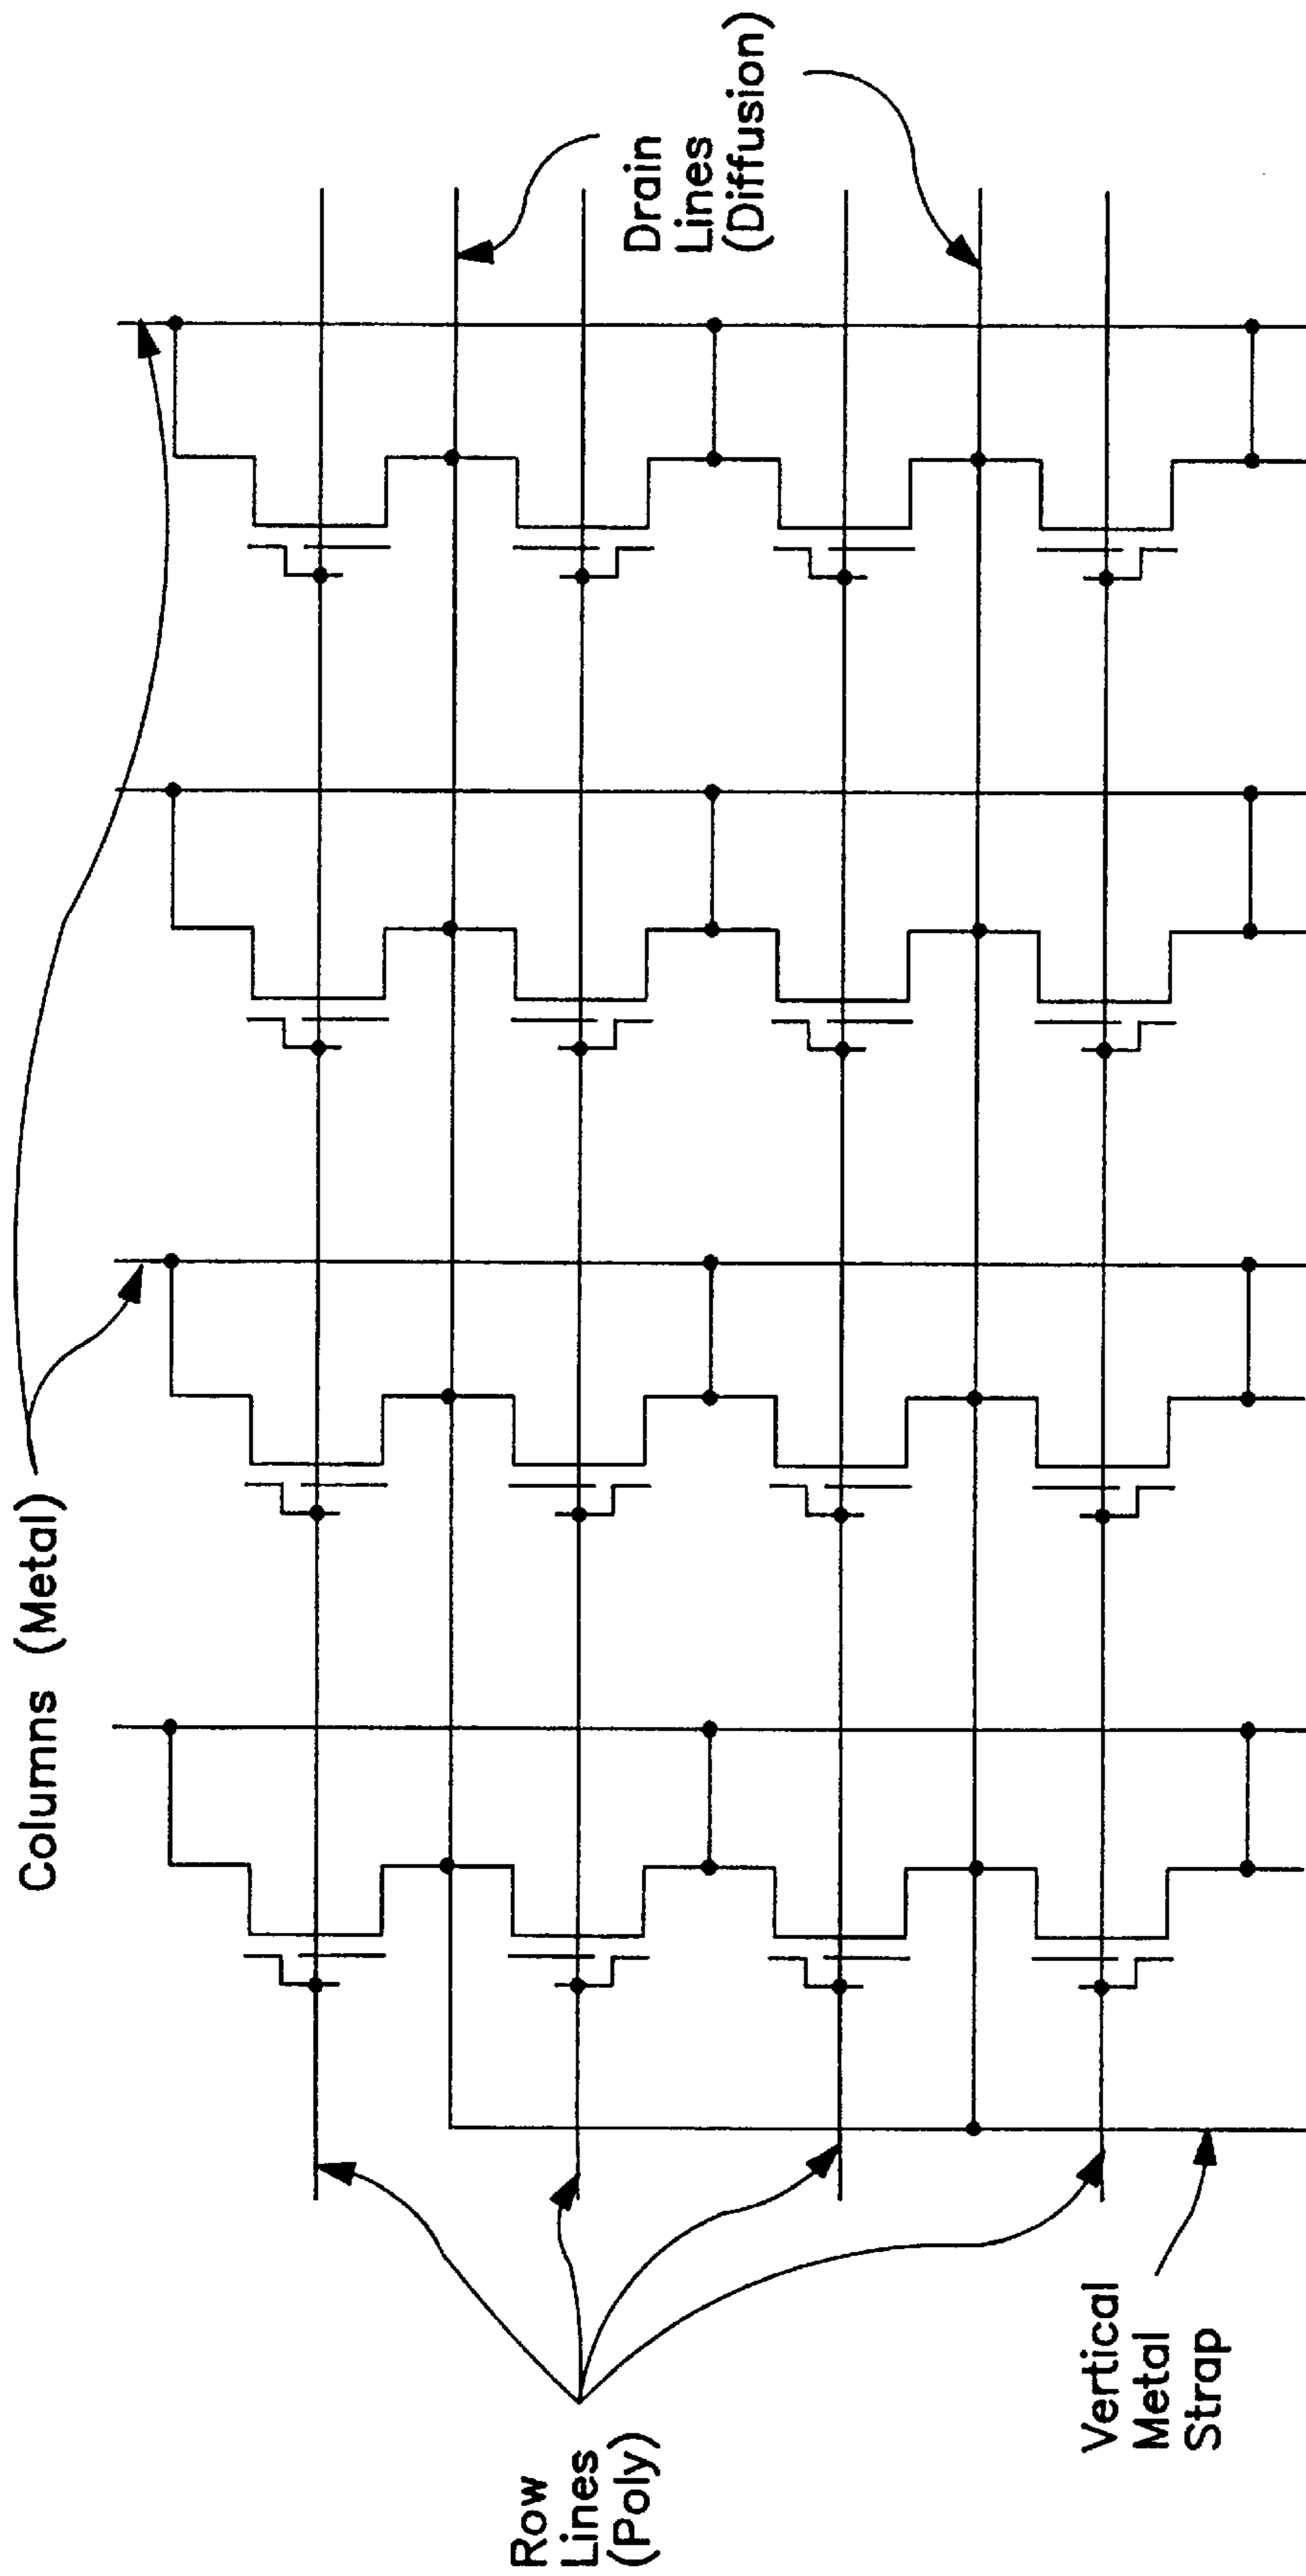 Columns (Metal)
Drain
Lines
(Diffusion)
Row
Lines
(Poly)
Vertical
Metal
Strap